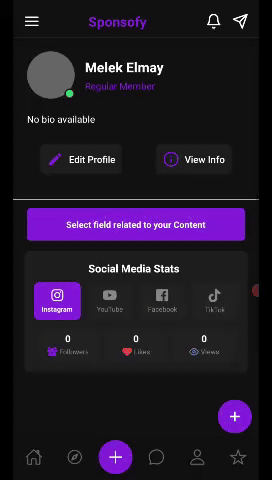 Sponsofy
Melek Elmay
Regular Member
No bio available
Edit Profile
View Info
Select field related to your Content
Social Media Stats
Instagram
YouTube
Facebook
TikTok
0
0
0
Followers
Likes
Views